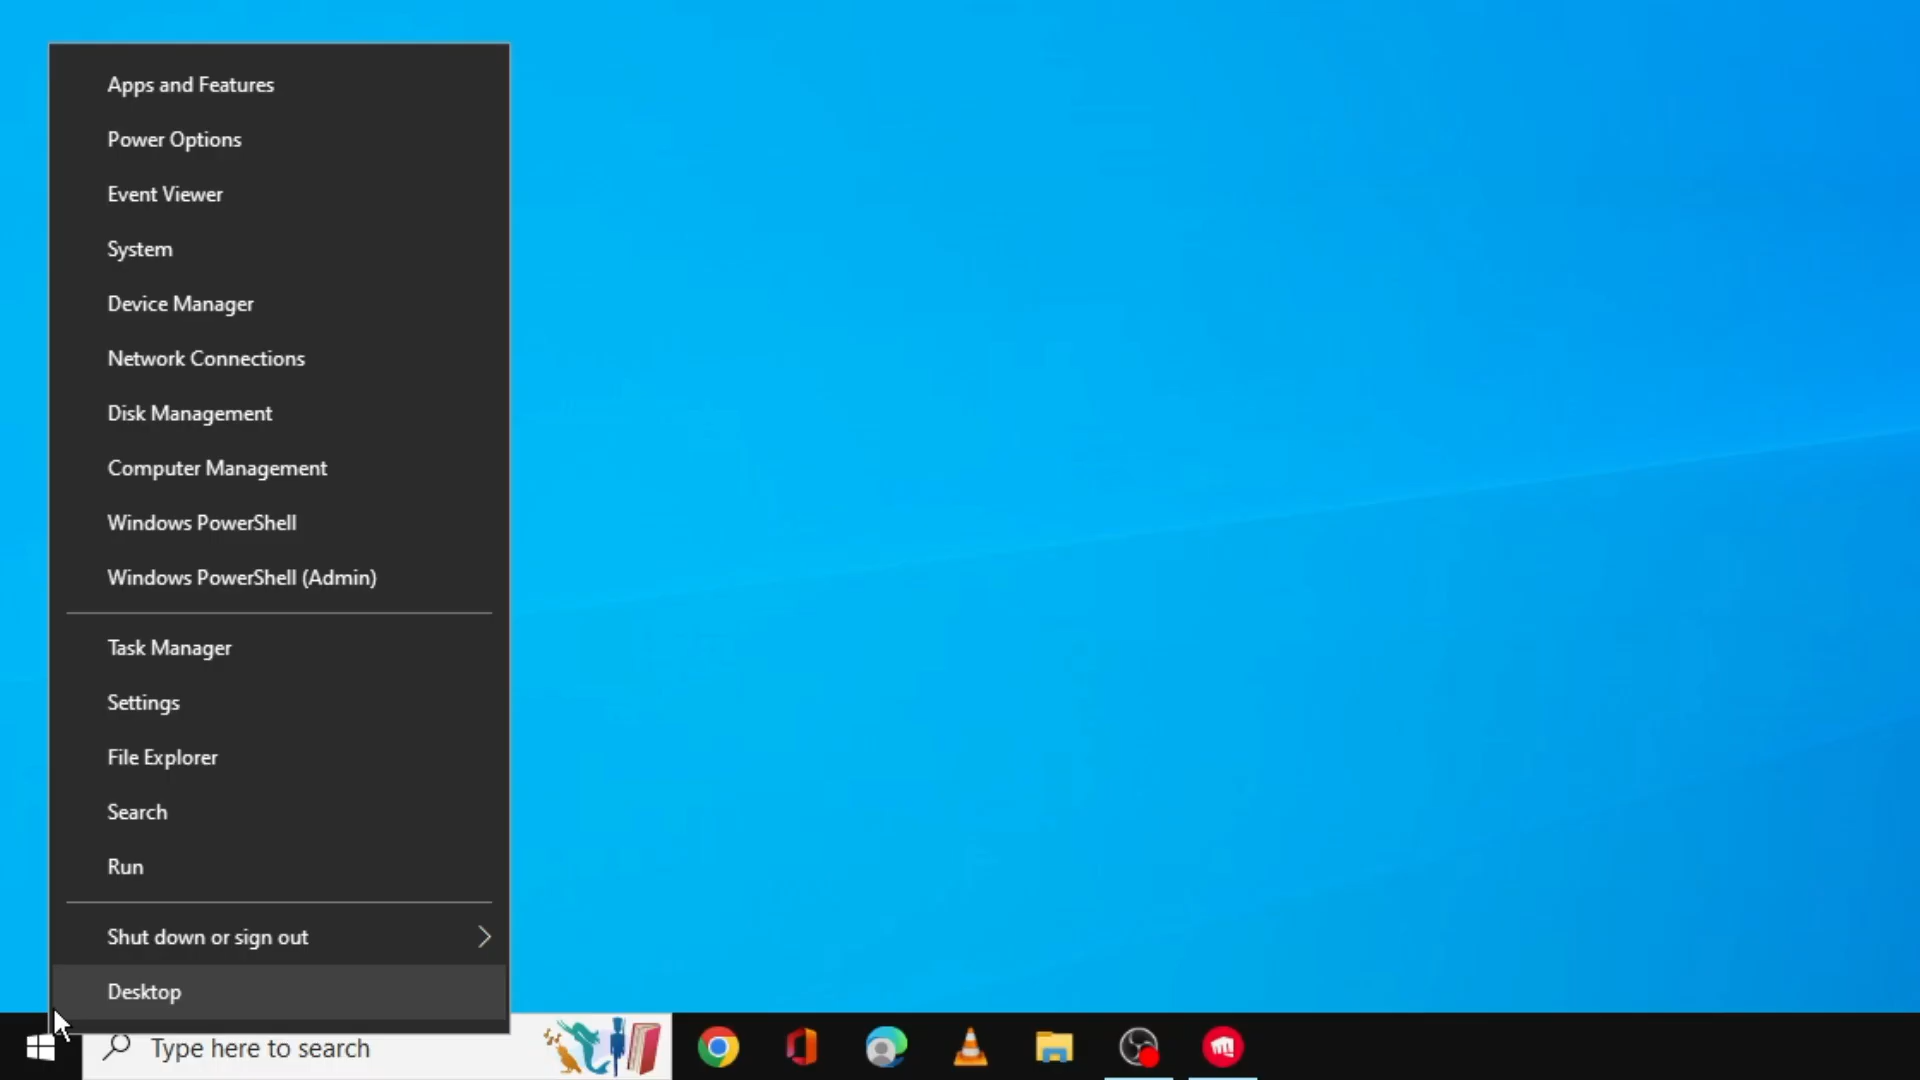 Apps and Features
Power Options
Event Viewer
System
Device Manager
Network Connections
Disk Management
Computer Management
Windows PowerShell
Windows PowerShell (Admin)
Task Manager
Settings
File Explorer
Search
Run
Shut down or sign out
Desktop
Type here to search